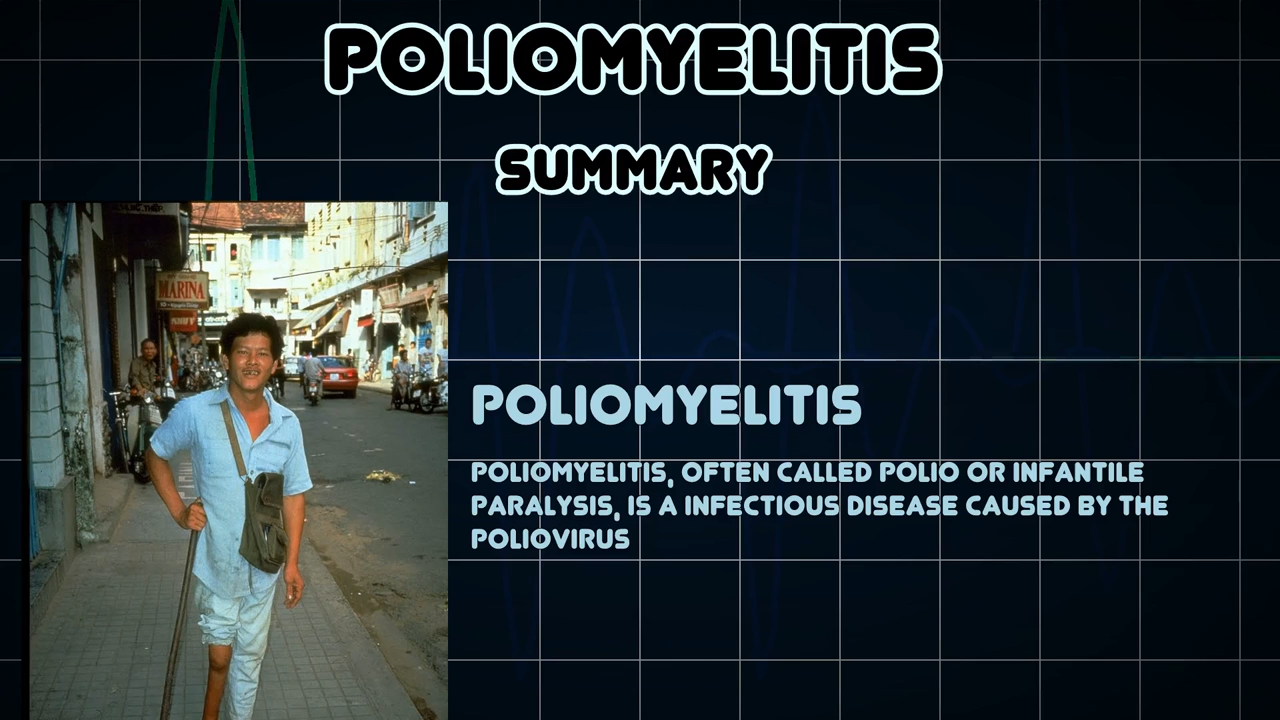 POLIOMYELITIS
SUMMARY
MARINA
POLIOMYELITIS
POLIOMYELITIS, OFTEN CALLED POLIO OR INFANTILE
PARALYSIS, IS A INFECTIOUS DISEASE CAUSED BY THE
POLIOVIRUS